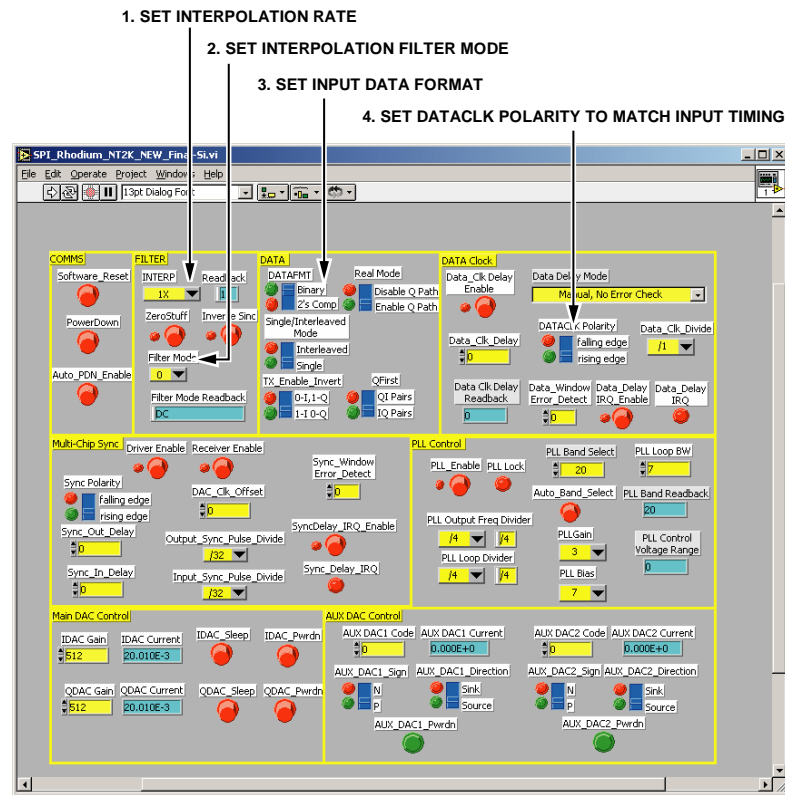 1. SET INTERPOLATION RATE
2. SET INTERPOLATION FILTER MODE
3. SET INPUT DATA FORMAT
4. SET DATACLK POLARITY TO MATCH INPUT TIMING
SPI_Rhodium_NT2K_NEW_Final-Si.vi
File Edit Operate Project Windows Help
13pt Dialog Font
1
COMMS
Software_Reset
PowerDown
Auto_PDN_Enable
FILTER
INTERP Readback
1X
ZeroStuff Inverse Sinc
Filter Mode
0
Filter Mode Readback
DC
DATA
DATAFMT Real Mode
Binary Disable Q Path
2's Comp Enable Q Path
Single/Interleaved
Mode
Interleaved
Single
TX_Enable_Invert QFirst
0-I,1-Q QI Pairs
1-I 0-Q IQ Pairs
DATA Clock
Data_Clk Delay
Enable
Data Delay Mode
Manual, No Error Check
Data_Clk_Delay
0
DATACLK Polarity
falling edge
rising edge
Data_Clk_Divide
/1
Data Clk Delay
Readback
0
Data_Window
Error_Detect
0
Data_Delay
IRQ_Enable
Data_Delay
IRQ
Multi-Chip Sync
Driver Enable Receiver Enable
Sync Polarity
falling edge
rising edge
DAC_Clk_Offset
0
Sync_Window
Error_Detect
0
Sync_Out_Delay
0
Output_Sync_Pulse_Divide
/32
SyncDelay_IRQ_Enable
Sync_In_Delay
0
Input_Sync_Pulse_Divide
/32
Sync_Delay_IRQ
PLL Control
PLL_Enable PLL Lock
PLL Band Select
20
PLL Loop BW
7
Auto_Band_Select
PLL Band Readback
20
PLL Output Freq Divider
/4 /4
PLL Loop Divider
/4 /4
PLLGain
3
PLL Bias
7
PLL Control
Voltage Range
0
Main DAC Control
IDAC Gain IDAC Current IDAC_Sleep IDAC_Pwrdn
512 20.010E-3
QDAC Gain QDAC Current QDAC_Sleep QDAC_Pwrdn
512 20.010E-3
AUX DAC Control
AUX DAC1 Code AUX DAC1 Current
0 0.000E+0
AUX_DAC1_Sign AUX_DAC1_Direction
N Sink
P Source
AUX_DAC1_Pwrdn
AUX DAC2 Code AUX DAC2 Current
0 0.000E+0
AUX_DAC2_Sign AUX_DAC2_Direction
N Sink
P Source
AUX_DAC2_Pwrdn